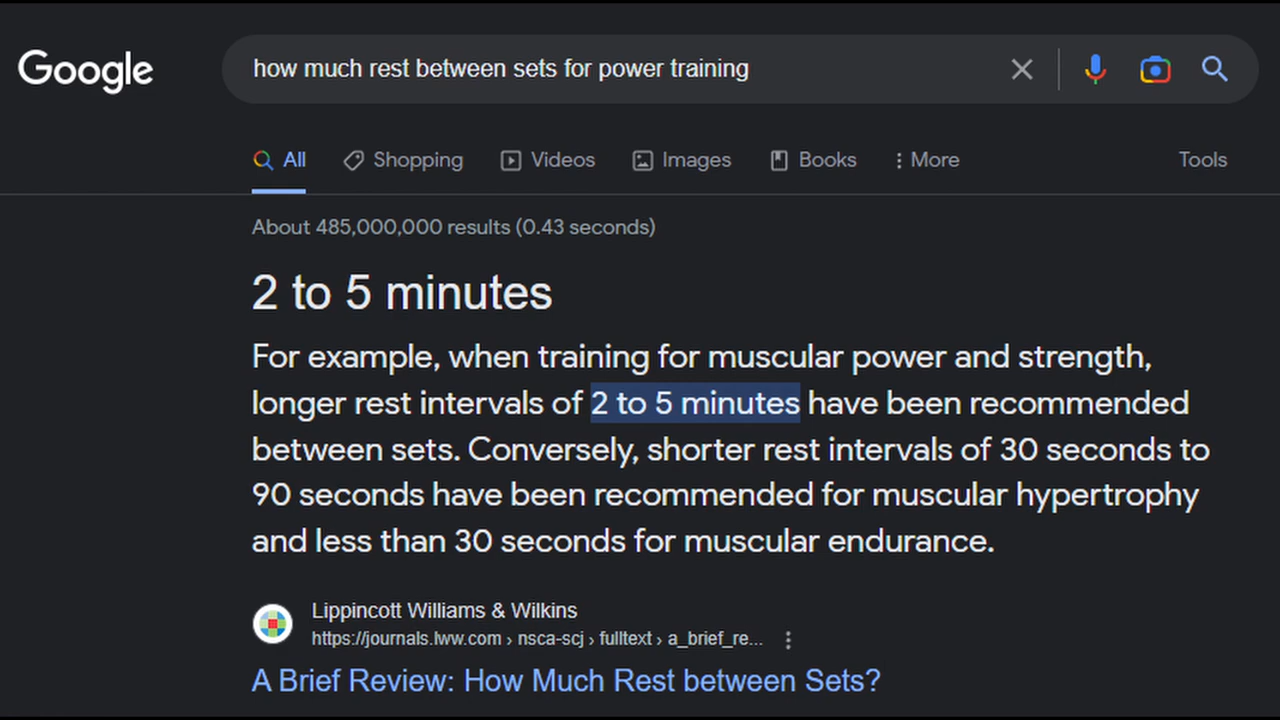 Google
how much rest between sets for power training
All
Shopping
Videos
Images
Books
More
Tools
About 485,000,000 results (0.43 seconds)
2 to 5 minutes
For example, when training for muscular power and strength,
longer rest intervals of 2 to 5 minutes have been recommended
between sets. Conversely, shorter rest intervals of 30 seconds to
90 seconds have been recommended for muscular hypertrophy
and less than 30 seconds for muscular endurance.
Lippincott Williams & Wilkins
https://journals.lww.com › nsca-scj › fulltext › a_brief_re...
A Brief Review: How Much Rest between Sets?